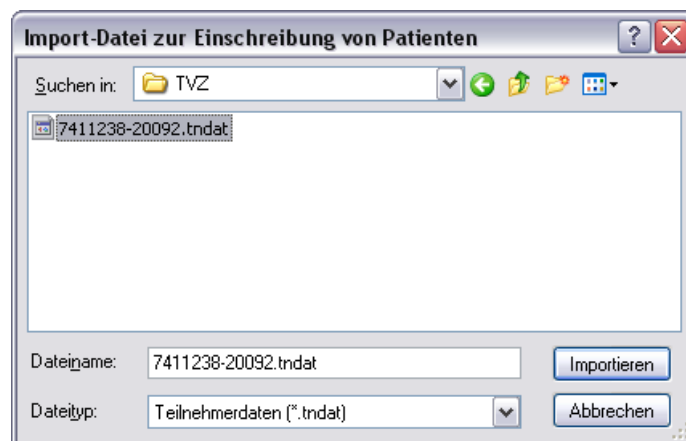 Import-Datei zur Einschreibung von Patienten
Suchen in: TVZ
7411238-20092.tndat
Dateiname: 7411238-20092.tndat Importieren
Dateityp: Teilnehmerdaten (*.tndat) Abbrechen